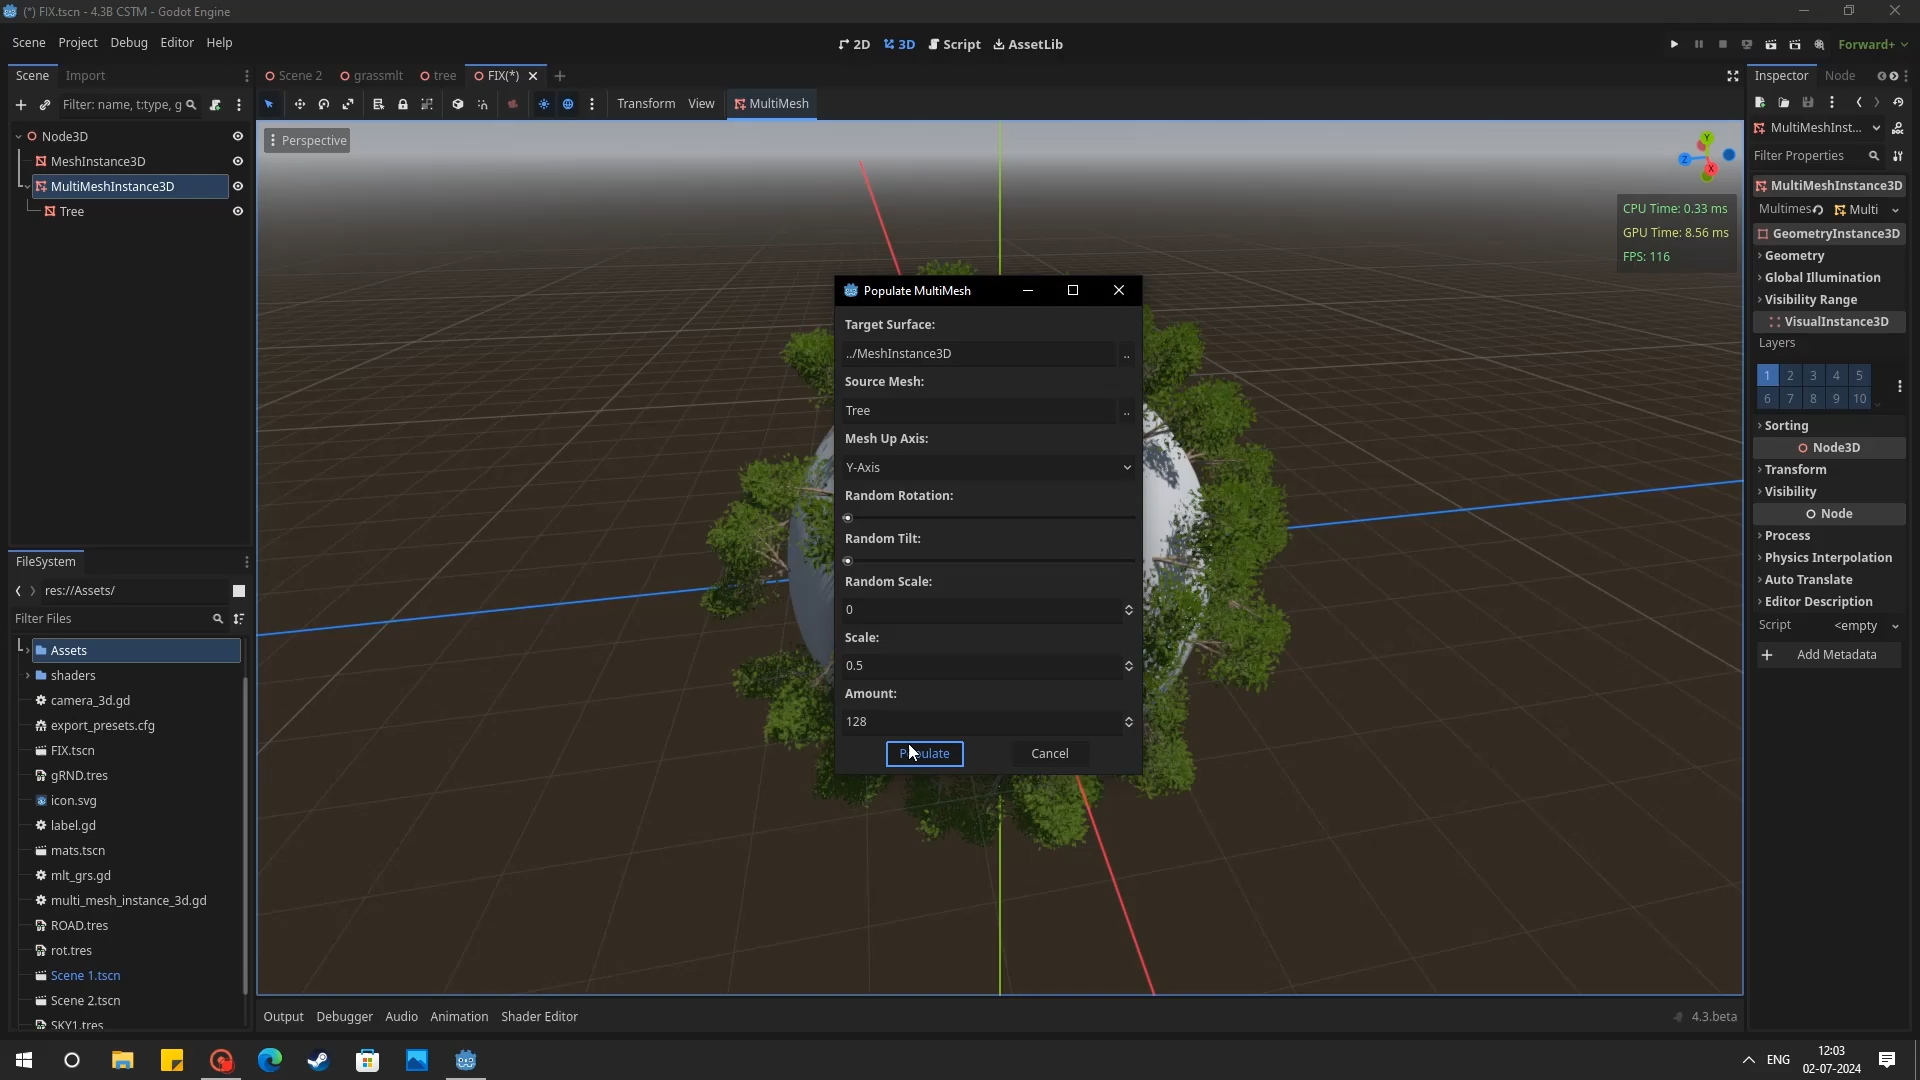 (*) FIX.tscn - 4.3B CSTM - Godot Engine
Scene Project Debug Editor Help
2D 3D Script AssetLib
Forward+
Scene Import
Scene 2 grassmlt tree FIX(*)
Inspector Node
Filter: name, t:type, g
Transform View MultiMesh
Node3D
MeshInstance3D
MultiMeshInstance3D
Tree
Perspective
Y
Z
X
CPU Time: 0.33 ms
GPU Time: 8.56 ms
FPS: 116
Populate MultiMesh
Target Surface:
../MeshInstance3D
..
Source Mesh:
Tree
..
Mesh Up Axis:
Y-Axis
Random Rotation:
Random Tilt:
Random Scale:
0
Scale:
0.5
Amount:
128
Cancel
MultiMeshInst...
Filter Properties
MultiMeshInstance3D
Multimes Multi
GeometryInstance3D
Geometry
Global Illumination
Visibility Range
VisualInstance3D
Layers
1 2 3 4 5
6 7 8 9 10
Sorting
Node3D
Transform
Visibility
Node
Process
Physics Interpolation
Auto Translate
Editor Description
Script <empty
Add Metadata
FileSystem
res://Assets/
Filter Files
Assets
shaders
camera_3d.gd
export_presets.cfg
FIX.tscn
gRND.tres
icon.svg
label.gd
mats.tscn
mlt_grs.gd
multi_mesh_instance_3d.gd
ROAD.tres
rot.tres
Scene 1.tscn
Scene 2.tscn
SKY1.tres
Output Debugger Audio Animation Shader Editor
4.3.beta
ENG
12:03
02-07-2024